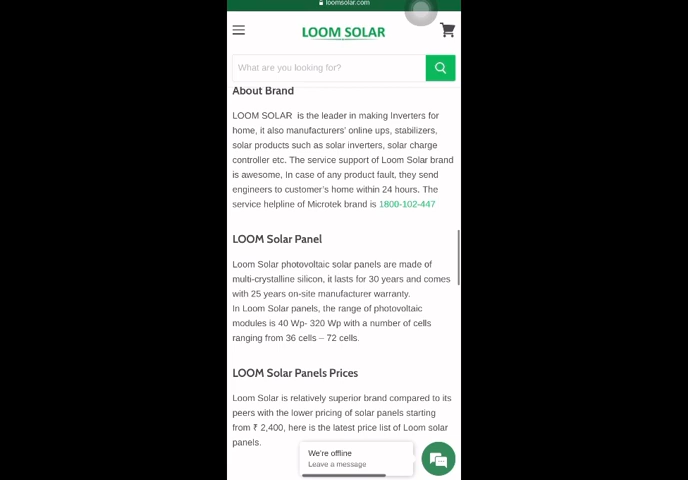 loomsolar.com
LOOM SOLAR
What are you looking for?
About Brand
LOOM SOLAR is the leader in making Inverters for
home, it also manufacturers' online ups, stabilizers,
solar products such as solar inverters, solar charge
controller etc. The service support of Loom Solar brand
is awesome, In case of any product fault, they send
engineers to customer's home within 24 hours. The
service helpline of Microtek brand is 1800-102-447
LOOM Solar Panel
Loom Solar photovoltaic solar panels are made of
multi-crystalline silicon, it lasts for 30 years and comes
with 25 years on-site manufacturer warranty.
In Loom Solar panels, the range of photovoltaic
modules is 40 Wp- 320 Wp with a number of cells
ranging from 36 cells – 72 cells.
LOOM Solar Panels Prices
Loom Solar is relatively superior brand compared to its
peers with the lower pricing of solar panels starting
from ₹ 2,400, here is the latest price list of Loom solar
panels.
We're offline
Leave a message